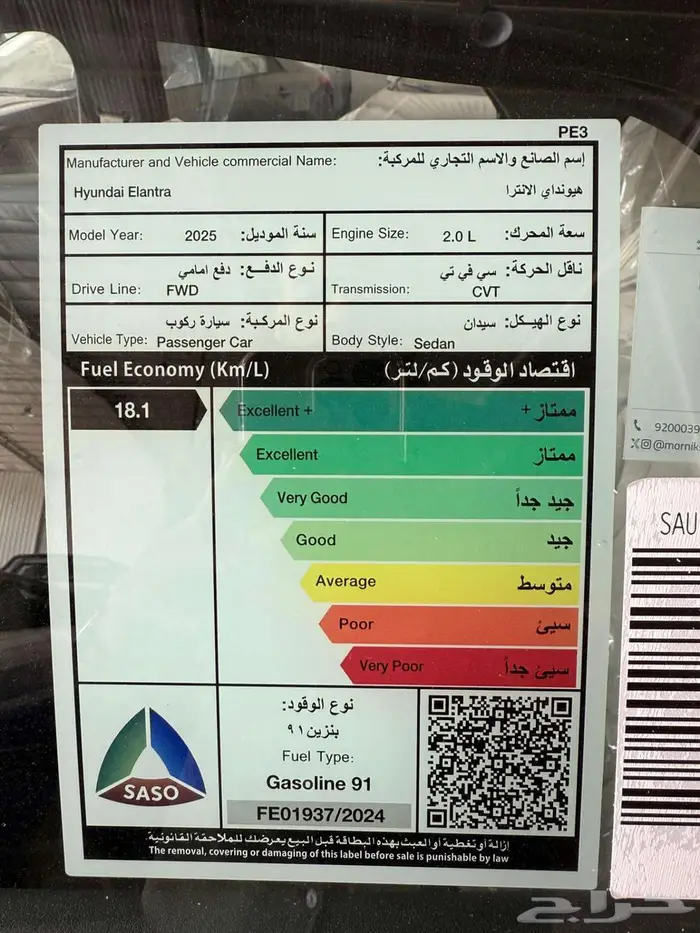 PE3
Manufacturer and Vehicle commercial Name: إسم الصانع والاسم التجاري للمركبة:
Hyundai Elantra هيونداي الانترا
Model Year: 2025 سنة الموديل:
Engine Size: 2.0 L سعة المحرك:
نوع الدفـع: دفع امامي
Drive Line: FWD
ناقل الحركة: سي في تي
Transmission: CVT
نوع المركبة: سيارة ركوب
Vehicle Type: Passenger Car
نوع الهيكل: سيدان
Body Style: Sedan
Fuel Economy (Km/L) اقتصاد الوقود (كم/لتر)
18.1
Excellent + ممتاز +
Excellent ممتاز
Very Good جيد جداً
Good جيد
Average متوسط
Poor سيئ
Very Poor سيئ جداً
SASO
نوع الوقود:
بنزين ٩١
Fuel Type:
Gasoline 91
FE01937/2024
إزالة أو تغطية أو العبث بهذه البطاقة قبل البيع يعرضك للملاحقة القانونية.
The removal, covering or damaging of this label before sale is punishable by law
9200039
@mornik
SAU
حراج